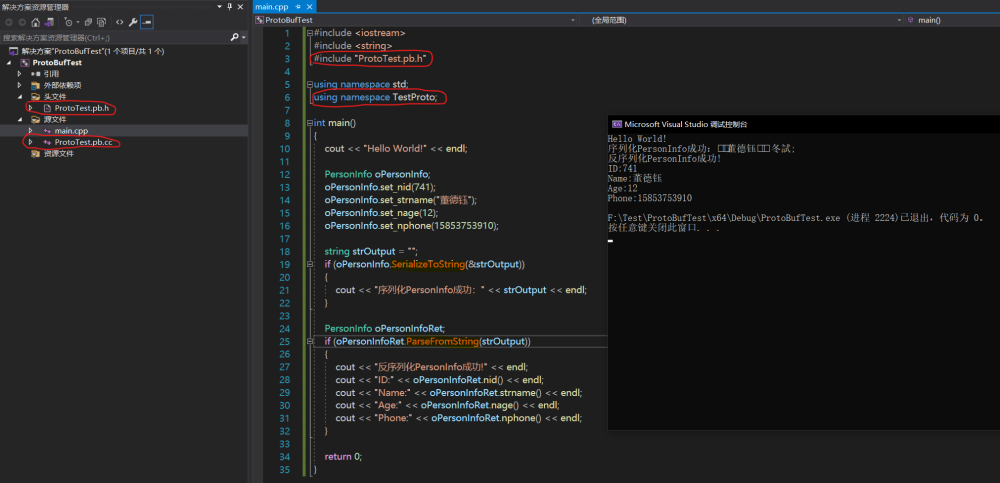 解决方案资源管理器
搜索解决方案资源管理器(Ctrl+;)
解决方案"ProtoBufTest"(1 个项目/共 1 个)
ProtoBufTest
引用
外部依赖项
头文件
ProtoTest.pb.h
源文件
main.cpp
ProtoTest.pb.cc
资源文件
main.cpp
ProtoBufTest
(全局范围)
main()
1 #include <iostream>
2 #include <string>
3 #include "ProtoTest.pb.h"
4
5 using namespace std;
6 using namespace TestProto;
7
8 int main()
9 {
10 cout << "Hello World!" << endl;
11
12 PersonInfo oPersonInfo;
13 oPersonInfo.set_nid(741);
14 oPersonInfo.set_strname("董德钰");
15 oPersonInfo.set_nage(12);
16 oPersonInfo.set_nphone(15853753910);
17
18 string strOutput = "";
19 if (oPersonInfo.SerializeToString(&strOutput))
20 {
21 cout << "序列化PersonInfo成功：" << strOutput << endl;
22 }
23
24 PersonInfo oPersonInfoRet;
25 if (oPersonInfoRet.ParseFromString(strOutput))
26 {
27 cout << "反序列化PersonInfo成功!" << endl;
28 cout << "ID:" << oPersonInfoRet.nid() << endl;
29 cout << "Name:" << oPersonInfoRet.strname() << endl;
30 cout << "Age:" << oPersonInfoRet.nage() << endl;
31 cout << "Phone:" << oPersonInfoRet.nphone() << endl;
32 }
33
34 return 0;
35 }
Microsoft Visual Studio 调试控制台
Hello World!
序列化PersonInfo成功：董德钰
反序列化PersonInfo成功!
ID:741
Name:董德钰
Age:12
Phone:15853753910
F:\Test\ProtoBufTest\x64\Debug\ProtoBufTest.exe (进程 2224)已退出，代码为 0。
按任意键关闭此窗口. . .